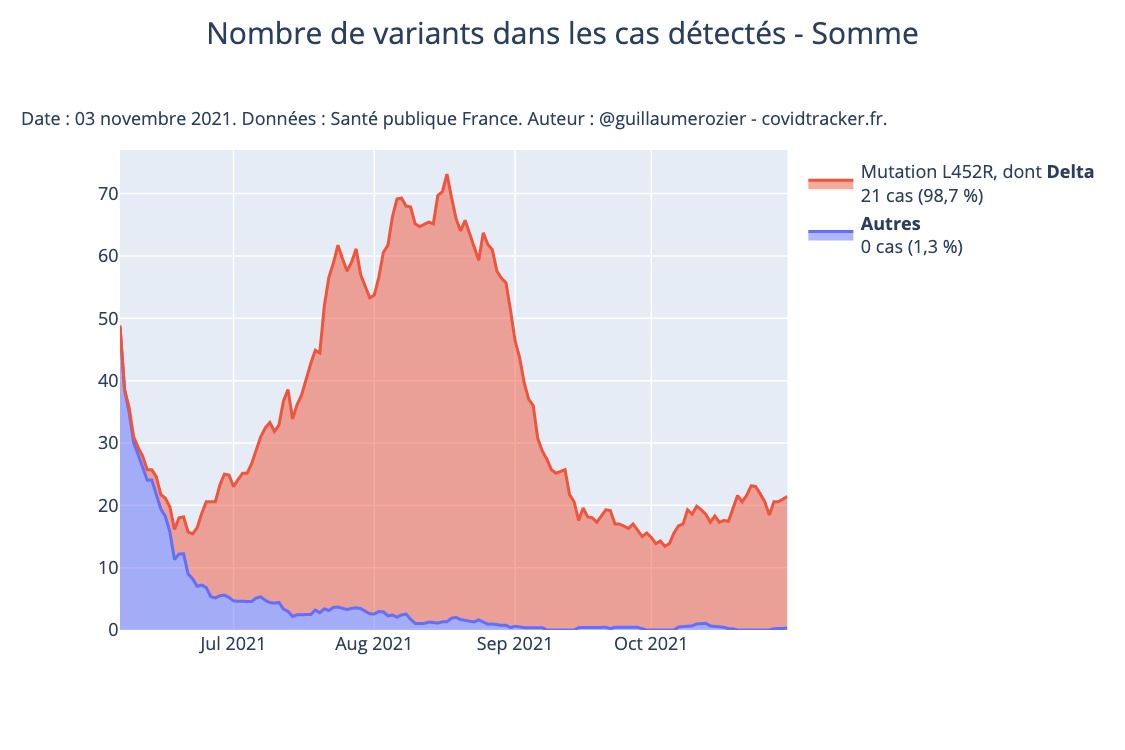 Nombre de variants dans les cas détectés - Somme
Date : 03 novembre 2021. Données : Santé publique France. Auteur : @guillaumerozier - covidtracker.fr.
Mutation L452R, dont Delta
21 cas (98,7 %)
Autres
0 cas (1,3 %)
70
60
50
40
30
20
10
0
Jul 2021 Aug 2021 Sep 2021 Oct 2021